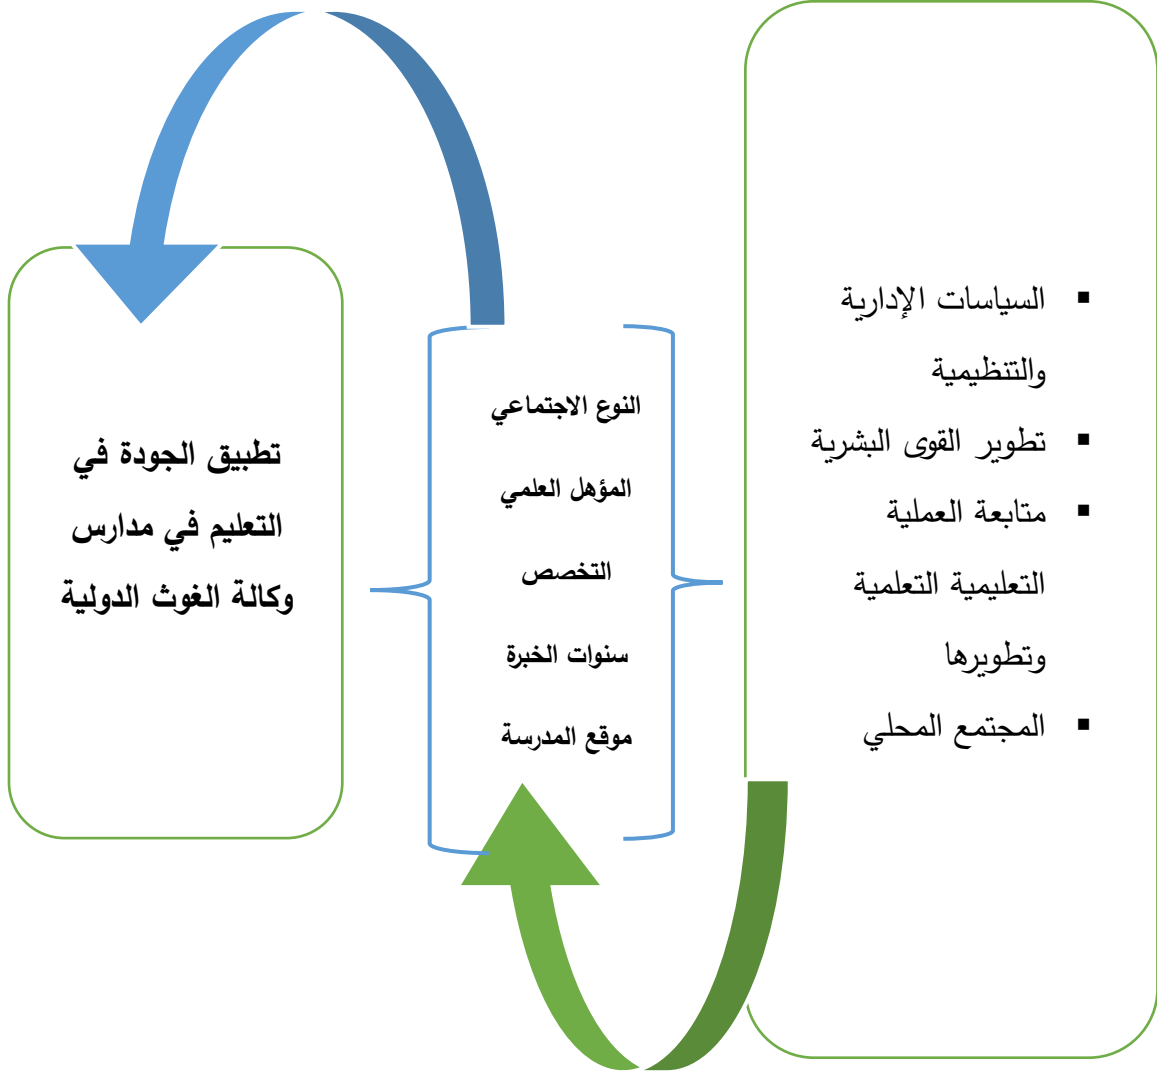 ▪ السياسات الإدارية
والتنظيمية
▪ تطوير القوى البشرية
▪ متابعة العملية
التعليمية التعلمية
وتطويرها
▪ المجتمع المحلي
النوع الاجتماعي
المؤهل العلمي
التخصص
سنوات الخبرة
موقع المدرسة
تطبيق الجودة في
التعليم في مدارس
وكالة الغوث الدولية